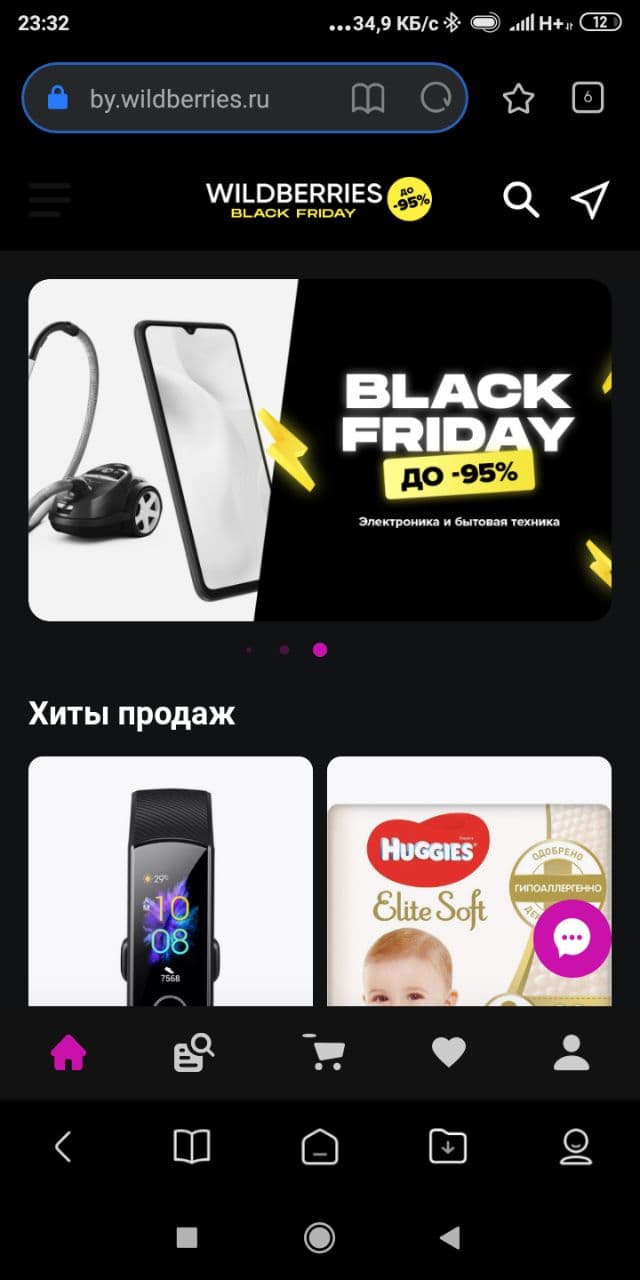 23:32
...34,9 КБ/с
H+
12
by.wildberries.ru
6
WILDBERRIES
BLACK FRIDAY
ДО
-95%
BLACK
FRIDAY
ДО -95%
Электроника и бытовая техника
Хиты продаж
29°
10
08
7568
HUGGIES
Elite Soft
ОДОБРЕНО
ГИПОАЛЛЕРГЕННО